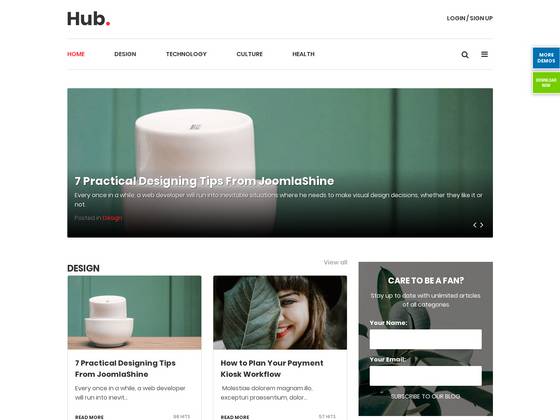 Hub.
LOGIN / SIGN UP
HOME DESIGN TECHNOLOGY CULTURE HEALTH
MORE DEMOS
DOWNLOAD NOW
7 Practical Designing Tips From JoomlaShine
Every once in a while, a web developer will run into inevitable situations where he needs to make visual design decisions, whether they like it or
not.
Posted in Design
DESIGN
View all
7 Practical Designing Tips
From JoomlaShine
Every once in a while, a web developer
will run into inevit...
READ MORE
98 HITS
How to Plan Your Payment
Kiosk Workflow
Molestiae dolorem magnam illo,
excepturi praesentium, dolor...
READ MORE
57 HITS
CARE TO BE A FAN?
Stay up to date with unlimited articles
of all categories
Your Name:
Your Email:
SUBSCRIBE TO OUR BLOG